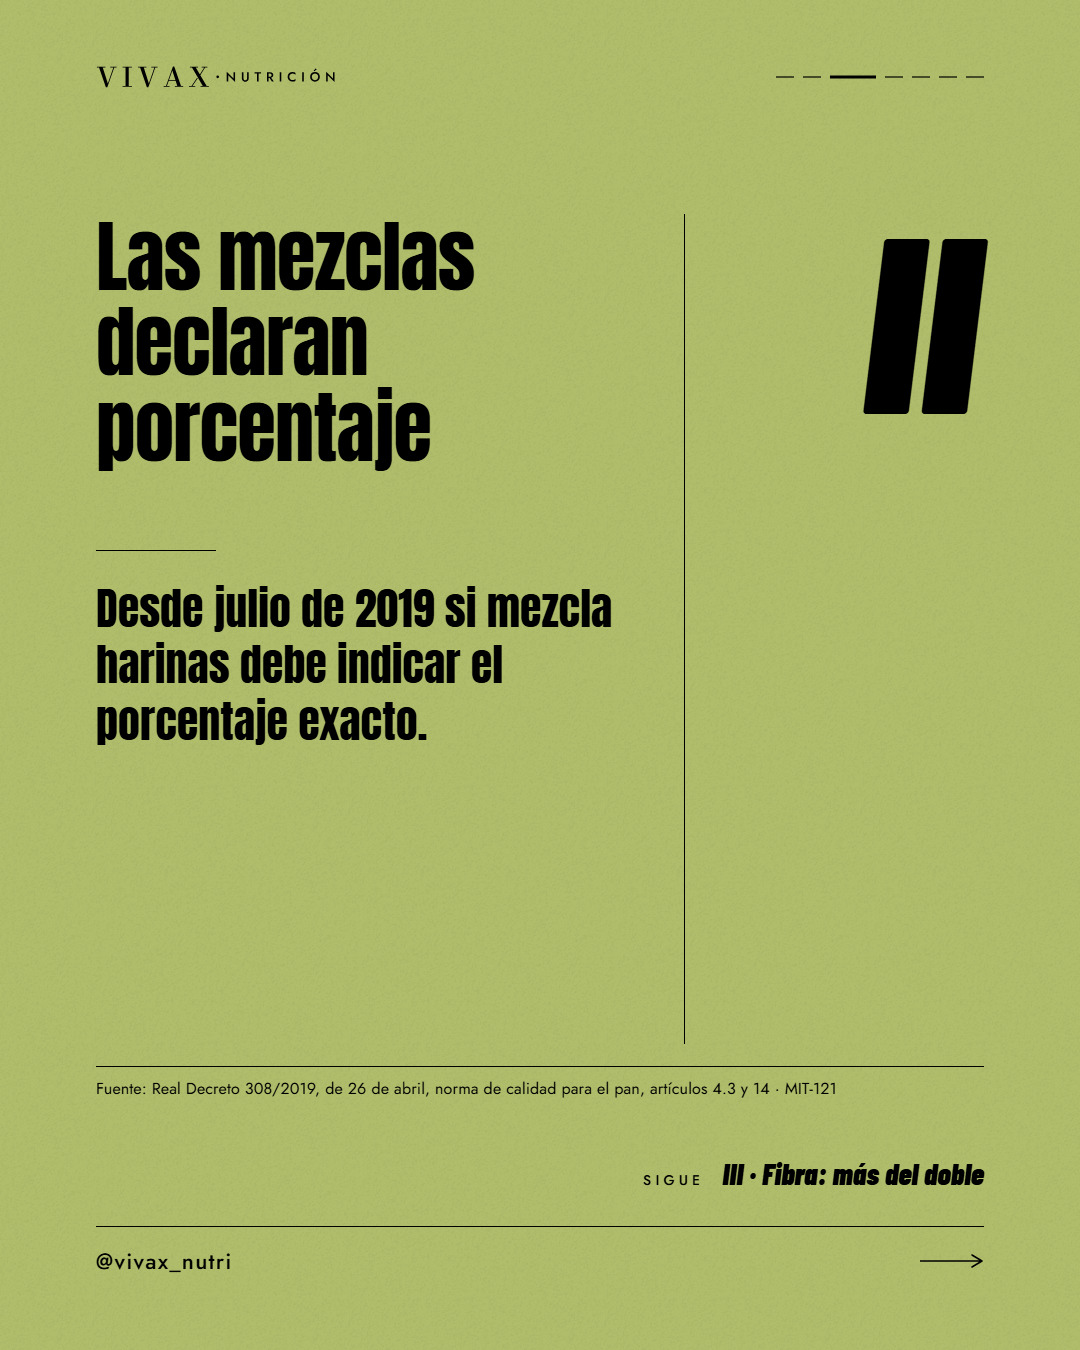 VIVAX·NUTRICIÓN
Las mezclas
declaran
porcentaje
II
Desde julio de 2019 si mezcla
harinas debe indicar el
porcentaje exacto.
Fuente: Real Decreto 308/2019, de 26 de abril, norma de calidad para el pan, artículos 4.3 y 14 · MIT-121
SIGUE III · Fibra: más del doble
@vivax_nutri